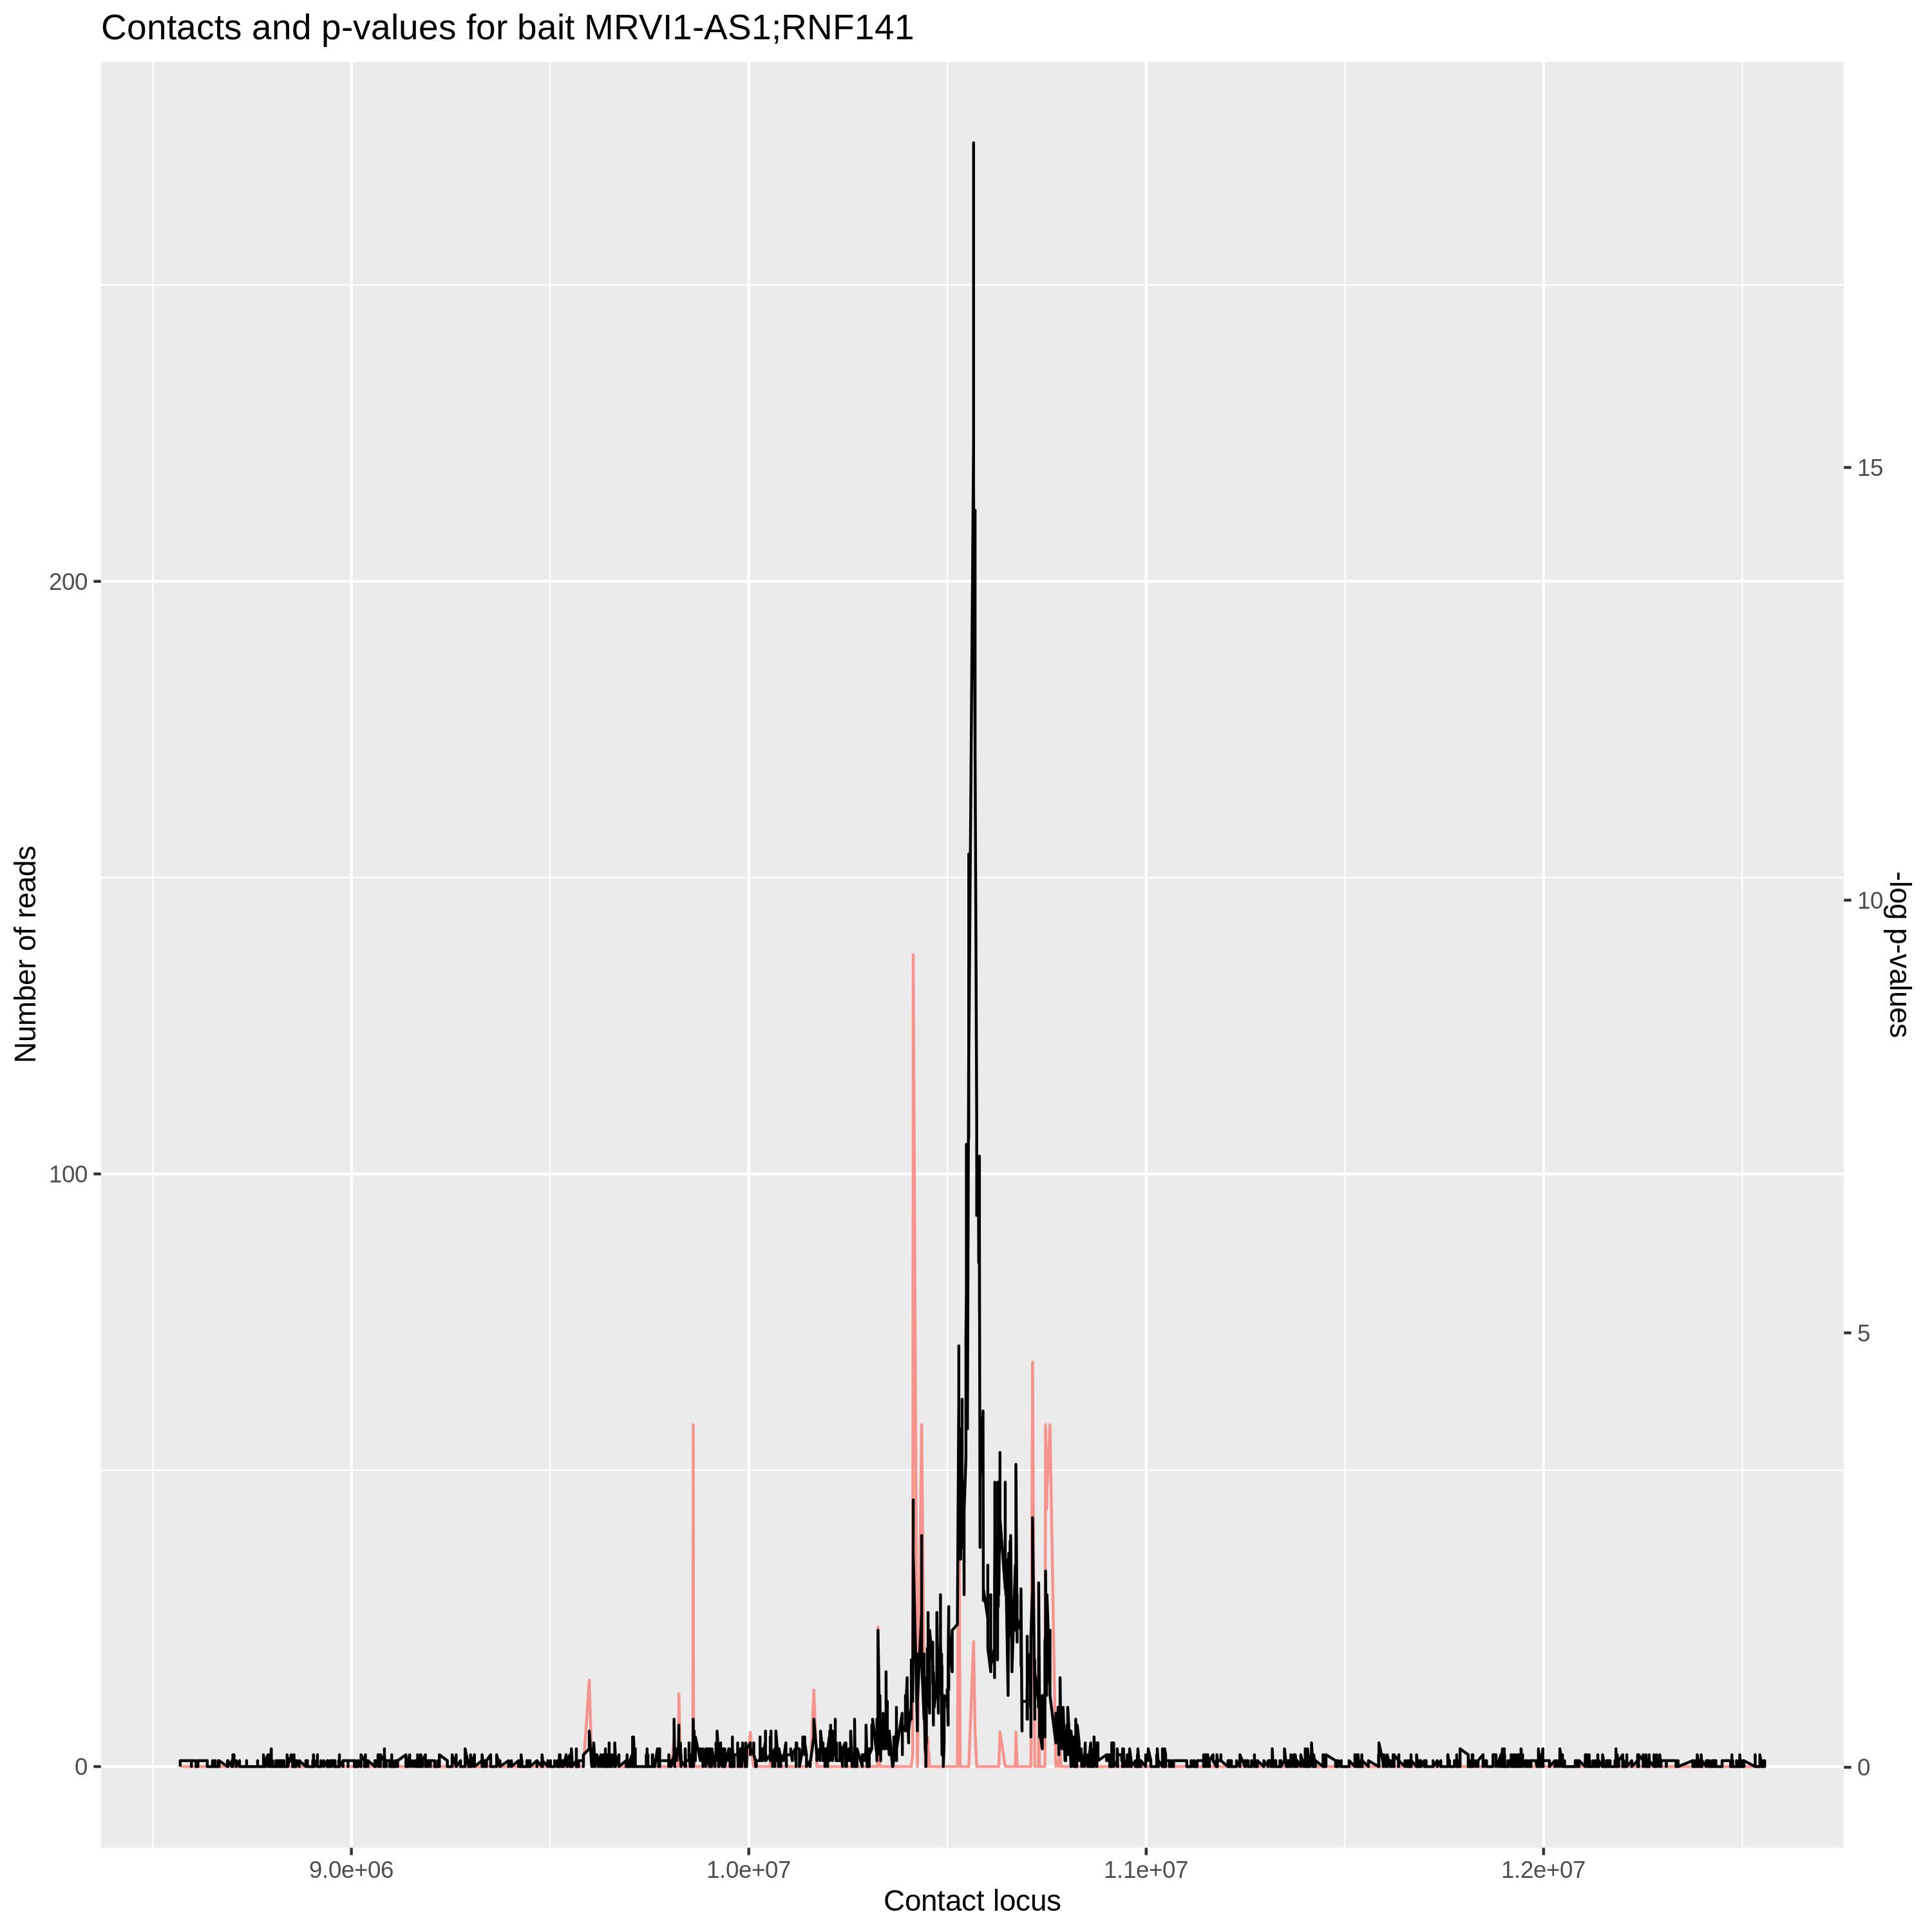 Contacts and p-values for bait MRVI1-AS1;RNF141
200
100
0
Number of reads
15
10
5
0
-log p-values
9.0e+06
1.0e+07
1.1e+07
1.2e+07
Contact locus